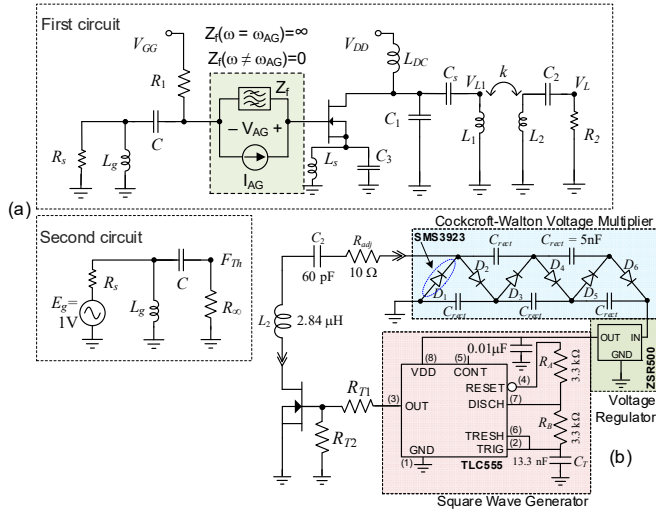 First circuit
Z_f(ω = ω_AG)=∞
Z_f(ω ≠ ω_AG)=0
V_GG
V_DD
L_DC
R_1
Z_f
C_s
V_L1
k
C_2
V_L
– V_AG +
C
C_1
L_1
L_2
R_2
R_s
L_g
I_AG
L_s
C_3
(a)
Second circuit
C
F_Th
R_s
E_g=
1V
L_g
R_∞
Cockcroft-Walton Voltage Multiplier
SMS3923
C_rect
C_rect = 5nF
C_2
60 pF
R_adj
10 Ω
D_1
D_2
D_3
D_4
D_5
D_6
C_rect
C_rect
C_rect
L_2
2.84 μH
0.01μF
OUT
IN
GND
ZSR500
Voltage
Regulator
(8)
(5)
VDD
CONT
(4)
RESET
R_A
3.3 kΩ
(7)
DISCH
R_T1
(3)
OUT
R_B
3.3 kΩ
(6)
TRESH
(2)
TRIG
R_T2
GND
(1)
TLC555
13.3 nF
C_T
(b)
Square Wave Generator